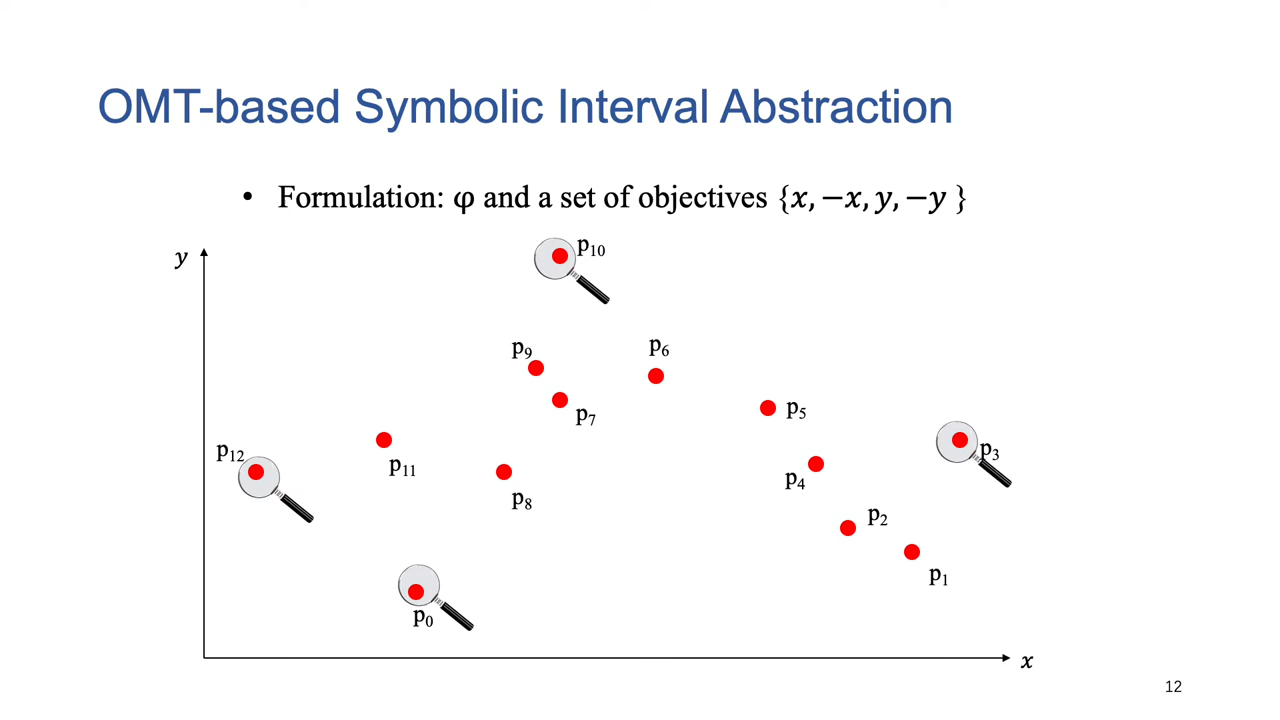 OMT-based Symbolic Interval Abstraction
• Formulation: φ and a set of objectives {x, −x, y, −y }
y
p10
p9
p6
p7
p5
p12
p11
p3
p8
p4
p2
p1
p0
x
12